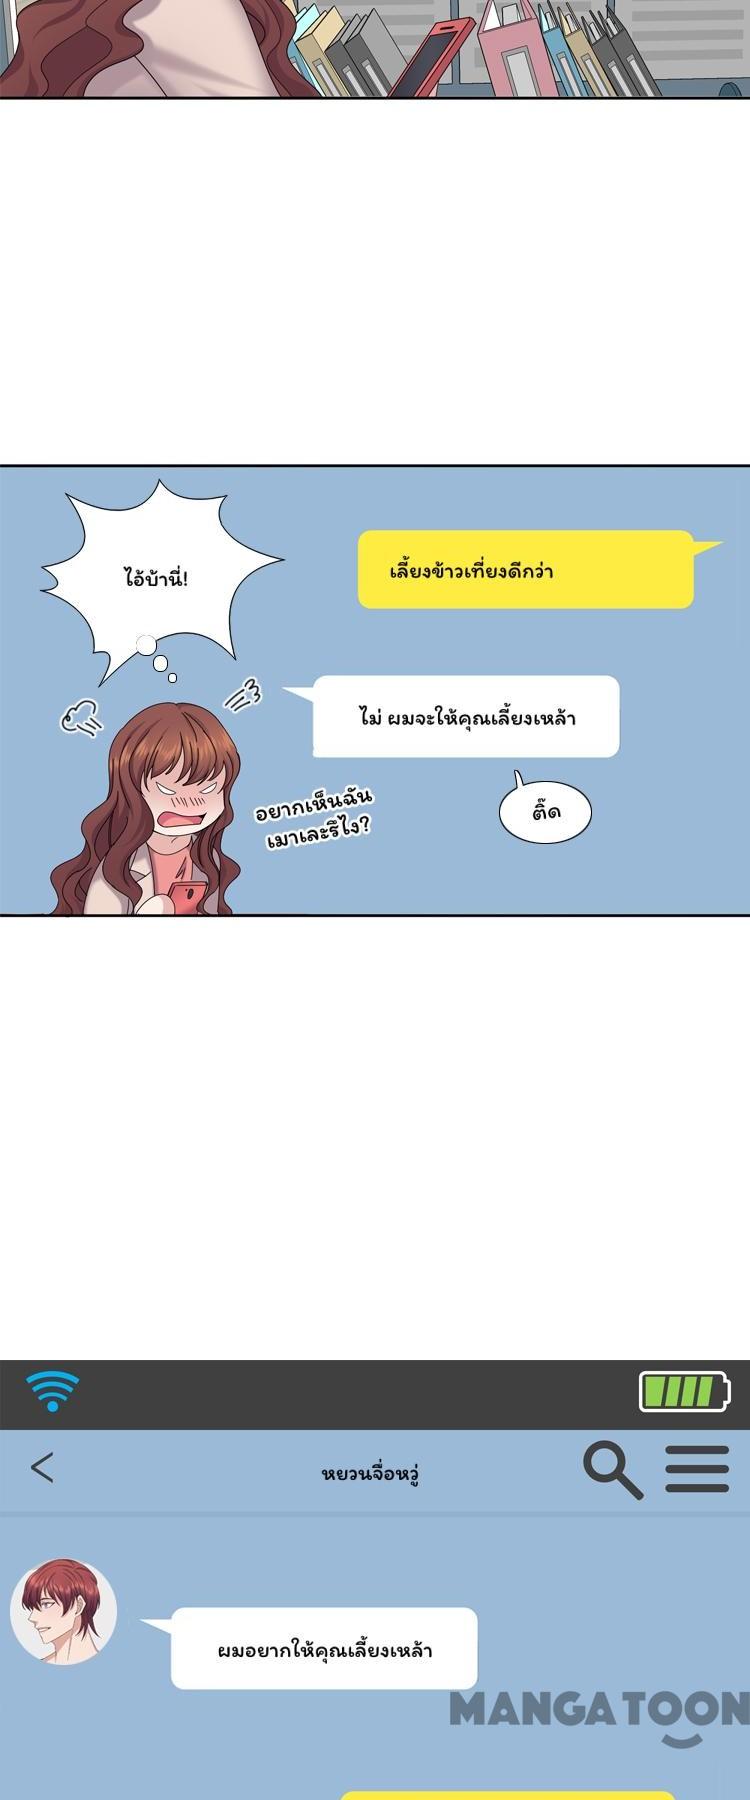 ไอ้บ้านี่!
เลี้ยงข้าวเที่ยงดีกว่า
ไม่ ผมจะให้คุณเลี้ยงเหล้า
อยากเห็นฉัน
เมาเละรึไง?
ติ๊ด
หยวนจื่อหวู่
ผมอยากให้คุณเลี้ยงเหล้า
MANGATOON